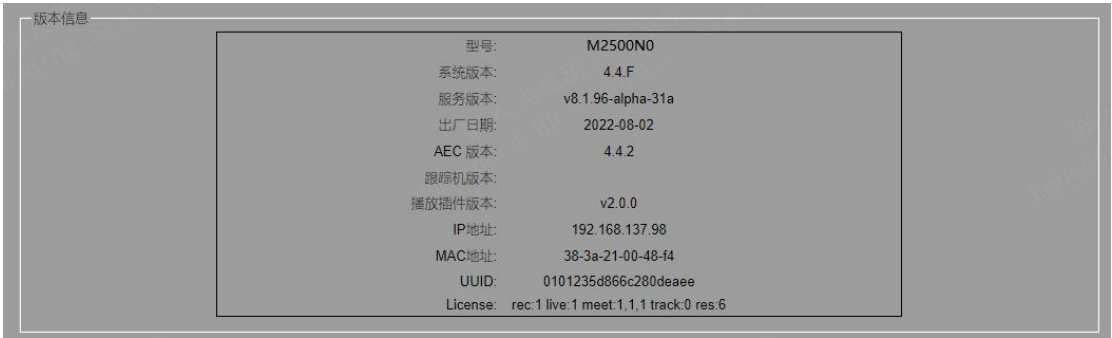 版本信息
型号: M2500N0
系统版本: 4.4.F
服务版本: v8.1.96-alpha-31a
出厂日期: 2022-08-02
AEC 版本: 4.4.2
跟踪机版本:
播放插件版本: v2.0.0
IP地址: 192.168.137.98
MAC地址: 38-3a-21-00-48-f4
UUID: 0101235d866c280deaee
License: rec:1 live:1 meet:1,1,1 track:0 res:6